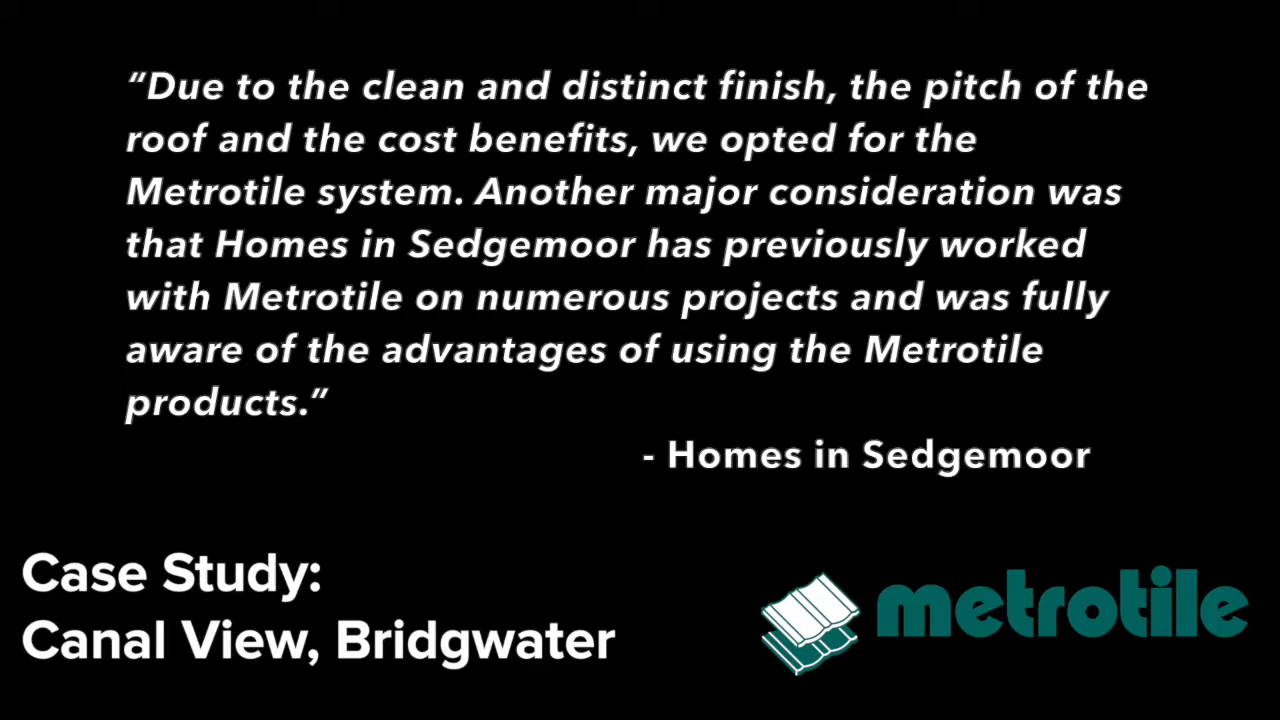 "Due to the clean and distinct finish, the pitch of the
roof and the cost benefits, we opted for the
Metrotile system. Another major consideration was
that Homes in Sedgemoor has previously worked
with Metrotile on numerous projects and was fully
aware of the advantages of using the Metrotile
products."
- Homes in Sedgemoor
Case Study:
Canal View, Bridgwater
metrotile